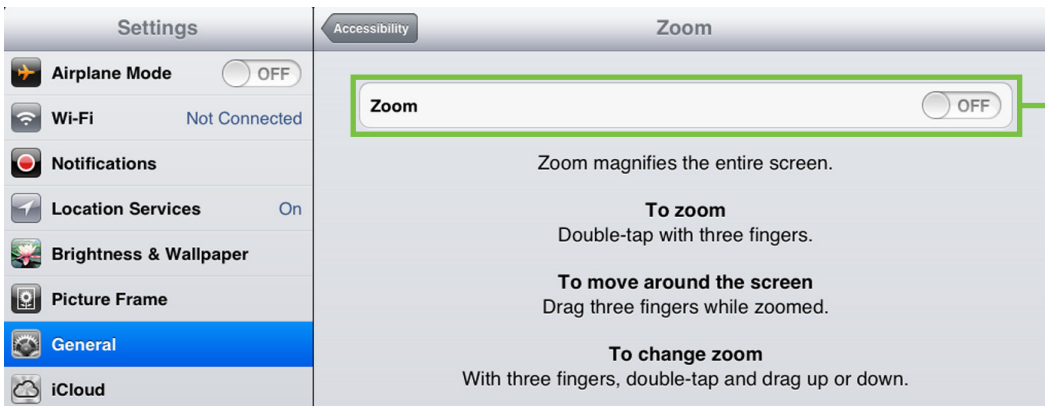 Settings
Airplane Mode OFF
Wi-Fi Not Connected
Notifications
Location Services On
Brightness & Wallpaper
Picture Frame
General
iCloud
Accessibility
Zoom
Zoom OFF
Zoom magnifies the entire screen.
To zoom
Double-tap with three fingers.
To move around the screen
Drag three fingers while zoomed.
To change zoom
With three fingers, double-tap and drag up or down.